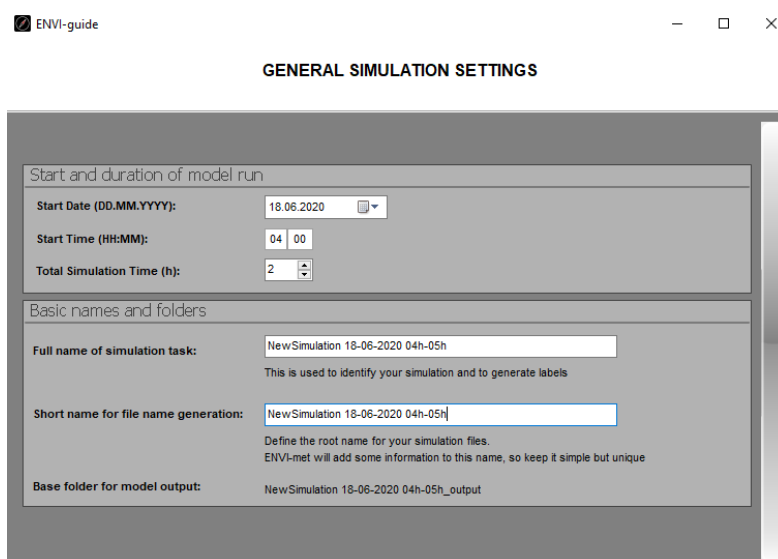 ENVI-guide
GENERAL SIMULATION SETTINGS
Start and duration of model run
Start Date (DD.MM.YYYY): 18.06.2020
Start Time (HH:MM): 04 00
Total Simulation Time (h): 2
Basic names and folders
Full name of simulation task: NewSimulation 18-06-2020 04h-05h
This is used to identify your simulation and to generate labels
Short name for file name generation: NewSimulation 18-06-2020 04h-05h
Define the root name for your simulation files.
ENVI-met will add some information to this name, so keep it simple but unique
Base folder for model output: NewSimulation 18-06-2020 04h-05h_output